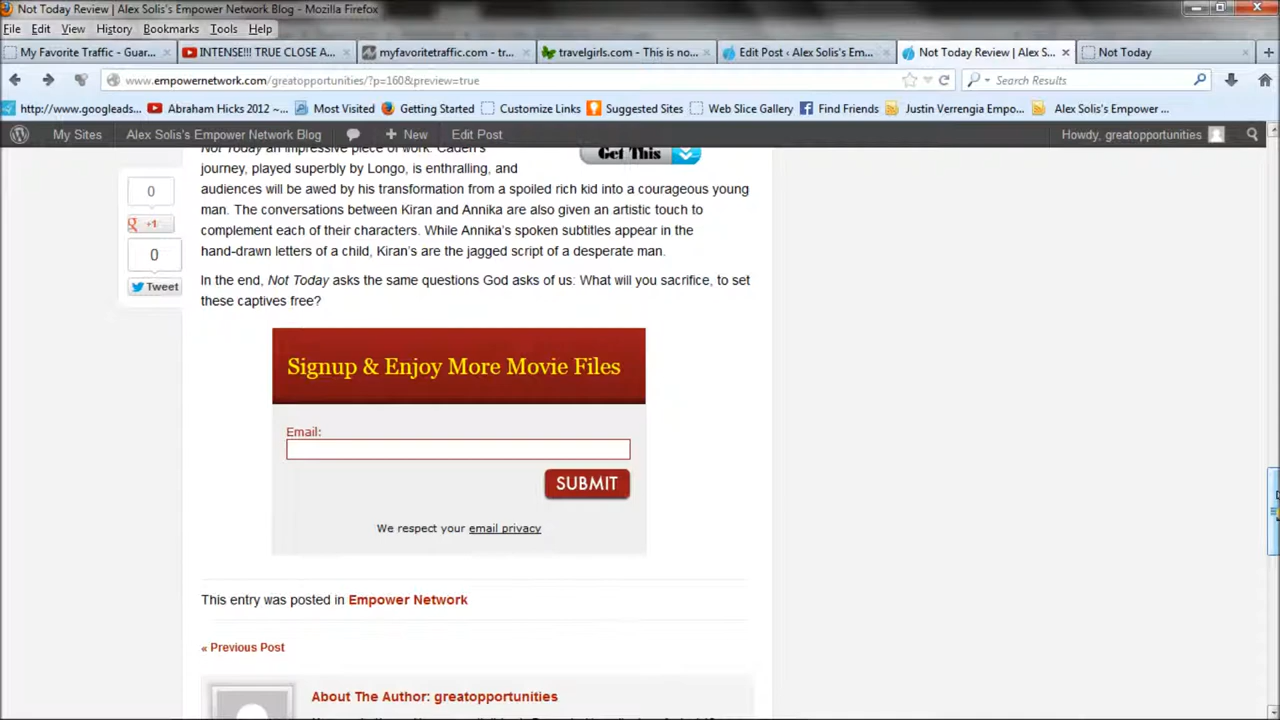 Not Today Review | Alex Solis's Empower Network Blog - Mozilla Firefox
File Edit View History Bookmarks Tools Help
My Favorite Traffic - Guar... INTENSE!!! TRUE CLOSE A... myfavoritetraffic.com - tr... travelgirls.com - This is no... Edit Post ‹ Alex Solis's Em... Not Today Review | Alex S... Not Today
www.empowernetwork.com/greatopportunities/?p=160&preview=true Search Results
http://www.googleads... Abraham Hicks 2012 ~... Most Visited Getting Started Customize Links Suggested Sites Web Slice Gallery Find Friends Justin Verrengia Empo... Alex Solis's Empower ...
My Sites Alex Solis's Empower Network Blog New Edit Post Howdy, greatopportunities
Not Today an impressive piece of work. Caden's
Get This
journey, played superbly by Longo, is enthralling, and
audiences will be awed by his transformation from a spoiled rich kid into a courageous young
man. The conversations between Kiran and Annika are also given an artistic touch to
complement each of their characters. While Annika's spoken subtitles appear in the
hand-drawn letters of a child, Kiran's are the jagged script of a desperate man.
0
+1
0
Tweet
In the end, Not Today asks the same questions God asks of us: What will you sacrifice, to set
these captives free?
Signup & Enjoy More Movie Files
Email:
SUBMIT
We respect your email privacy
This entry was posted in Empower Network
« Previous Post
About The Author: greatopportunities